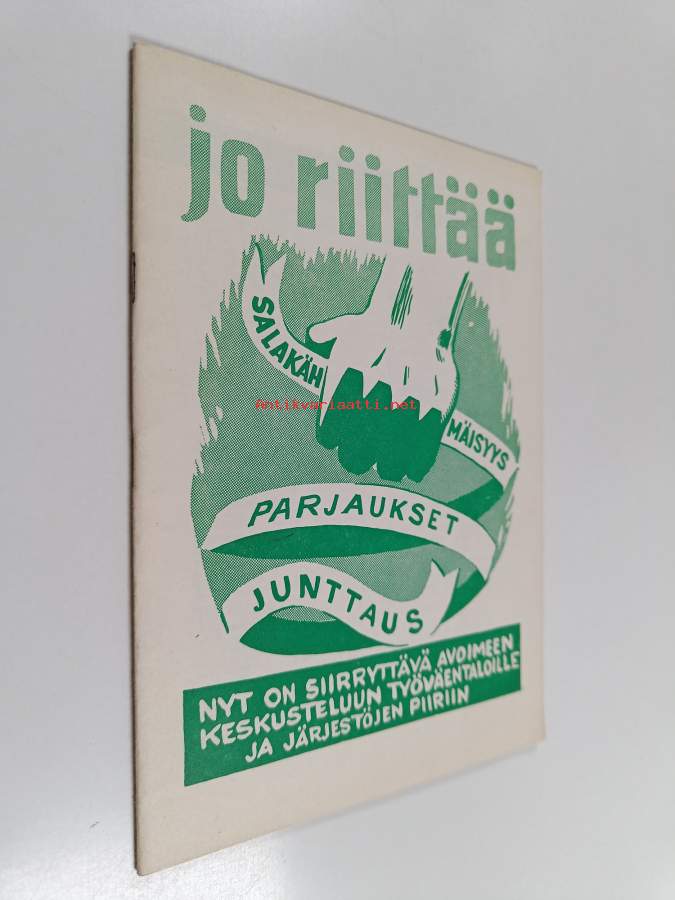 jo riittää
SALAKÄH
MÄISYYS
Antikvariaatti.net
PARJAUKSET
JUNTTAUS
NYT ON SIIRRYTTÄVÄ AVOIMEEN
KESKUSTELUUN TYÖVÄENTALOILLE
JA JÄRJESTÖJEN PIIRIIN